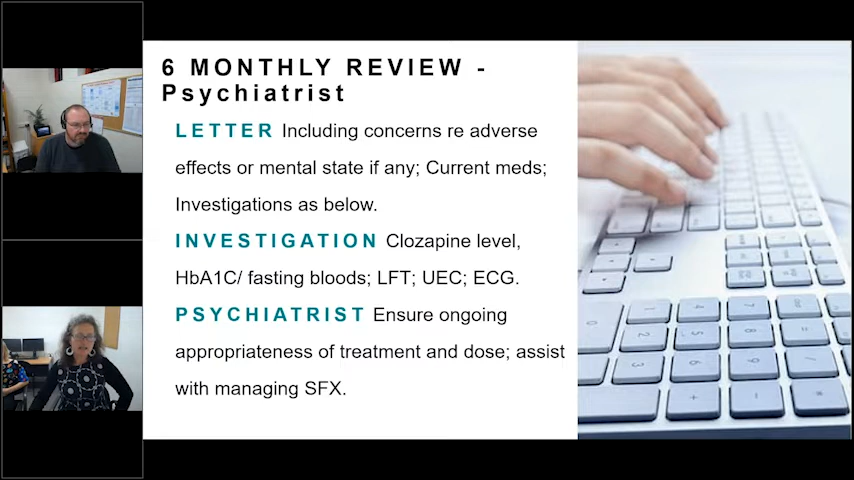 6 MONTHLY REVIEW -
Psychiatrist
LETTER Including concerns re adverse
effects or mental state if any; Current meds;
Investigations as below.
INVESTIGATION Clozapine level,
HbA1C/ fasting bloods; LFT; UEC; ECG.
PSYCHIATRIST Ensure ongoing
appropriateness of treatment and dose; assist
with managing SFX.